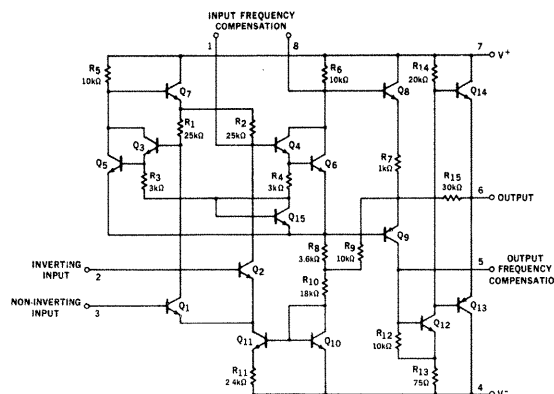 INPUT FREQUENCY
COMPENSATION
1
8
7
V+
R5
10kΩ
R6
10kΩ
R14
20kΩ
Q7
Q8
Q14
R1
25kΩ
R2
25kΩ
Q3
Q4
Q5
Q6
R7
1kΩ
R3
3kΩ
R4
3kΩ
R15
30kΩ
6
OUTPUT
Q15
Q9
R8
3.6kΩ
R9
10kΩ
INVERTING
INPUT
2
Q2
R10
18kΩ
5
OUTPUT
FREQUENCY
COMPENSATION
NON-INVERTING
INPUT
3
Q1
Q11
Q10
Q12
Q13
R12
10kΩ
R11
2.4kΩ
R13
75Ω
4
V-